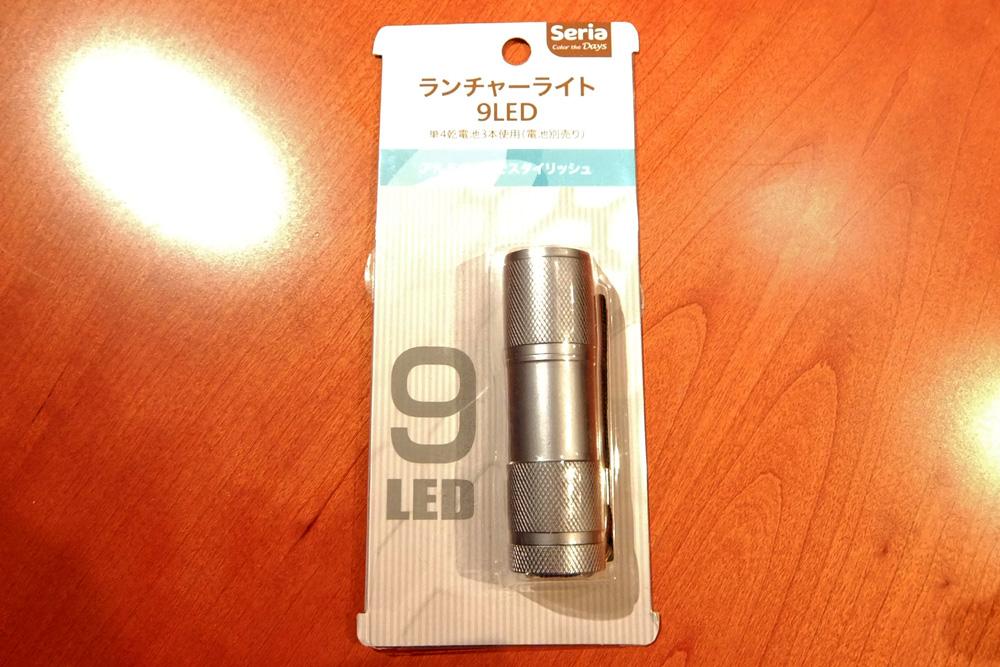 Seria
Color the Days
ランチャーライト
9LED
単4乾電池3本使用(電池別売り)
スタイリッシュ
9
LED